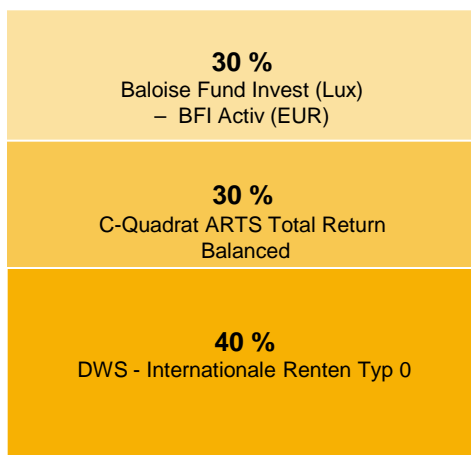 30 %
Baloise Fund Invest (Lux)
– BFI Activ (EUR)
30 %
C-Quadrat ARTS Total Return
Balanced
40 %
DWS - Internationale Renten Typ 0